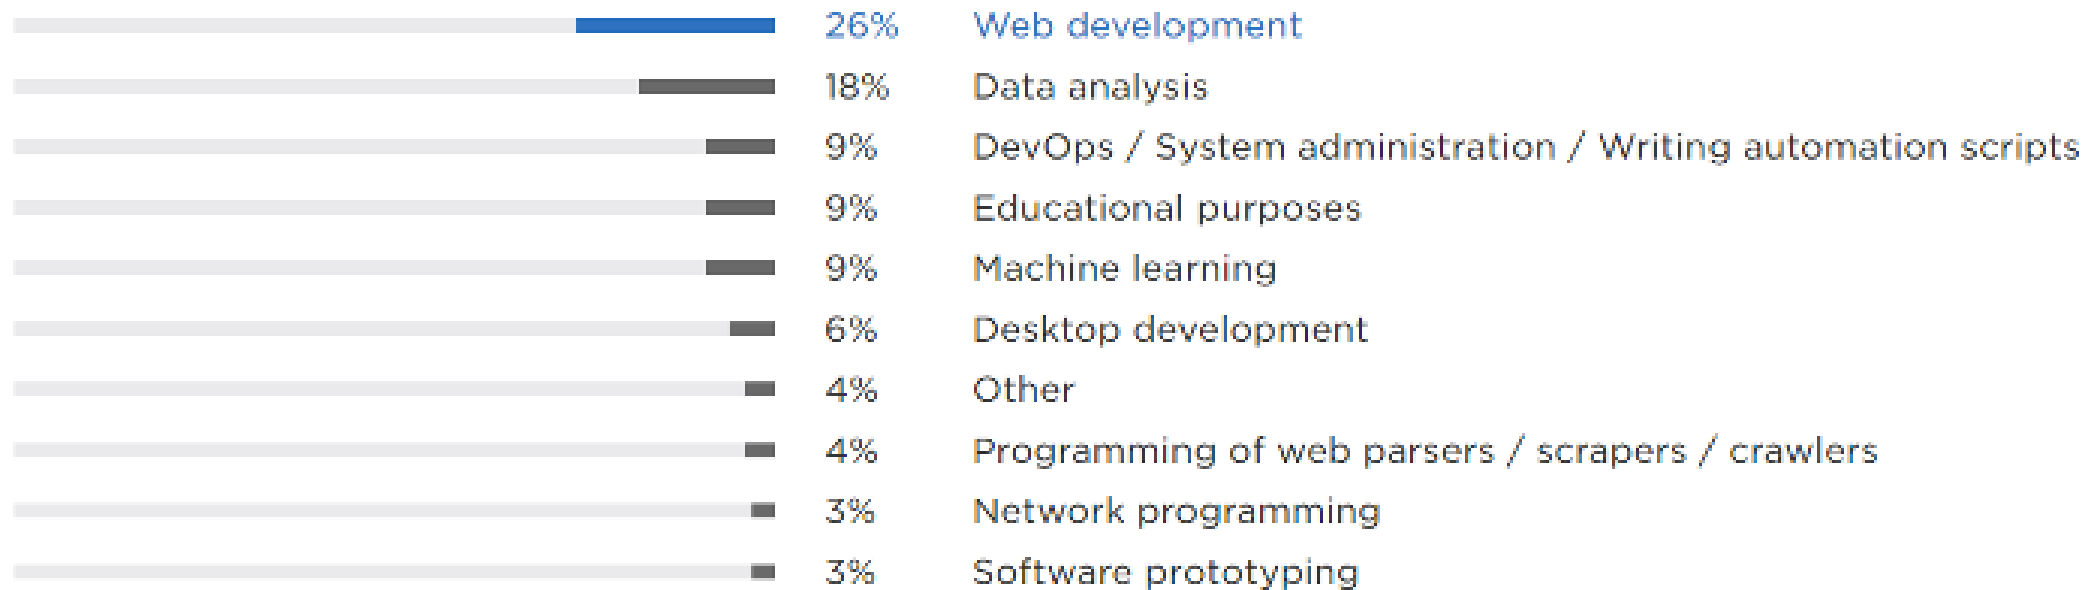 26% Web development
18% Data analysis
9% DevOps / System administration / Writing automation scripts
9% Educational purposes
9% Machine learning
6% Desktop development
4% Other
4% Programming of web parsers / scrapers / crawlers
3% Network programming
3% Software prototyping